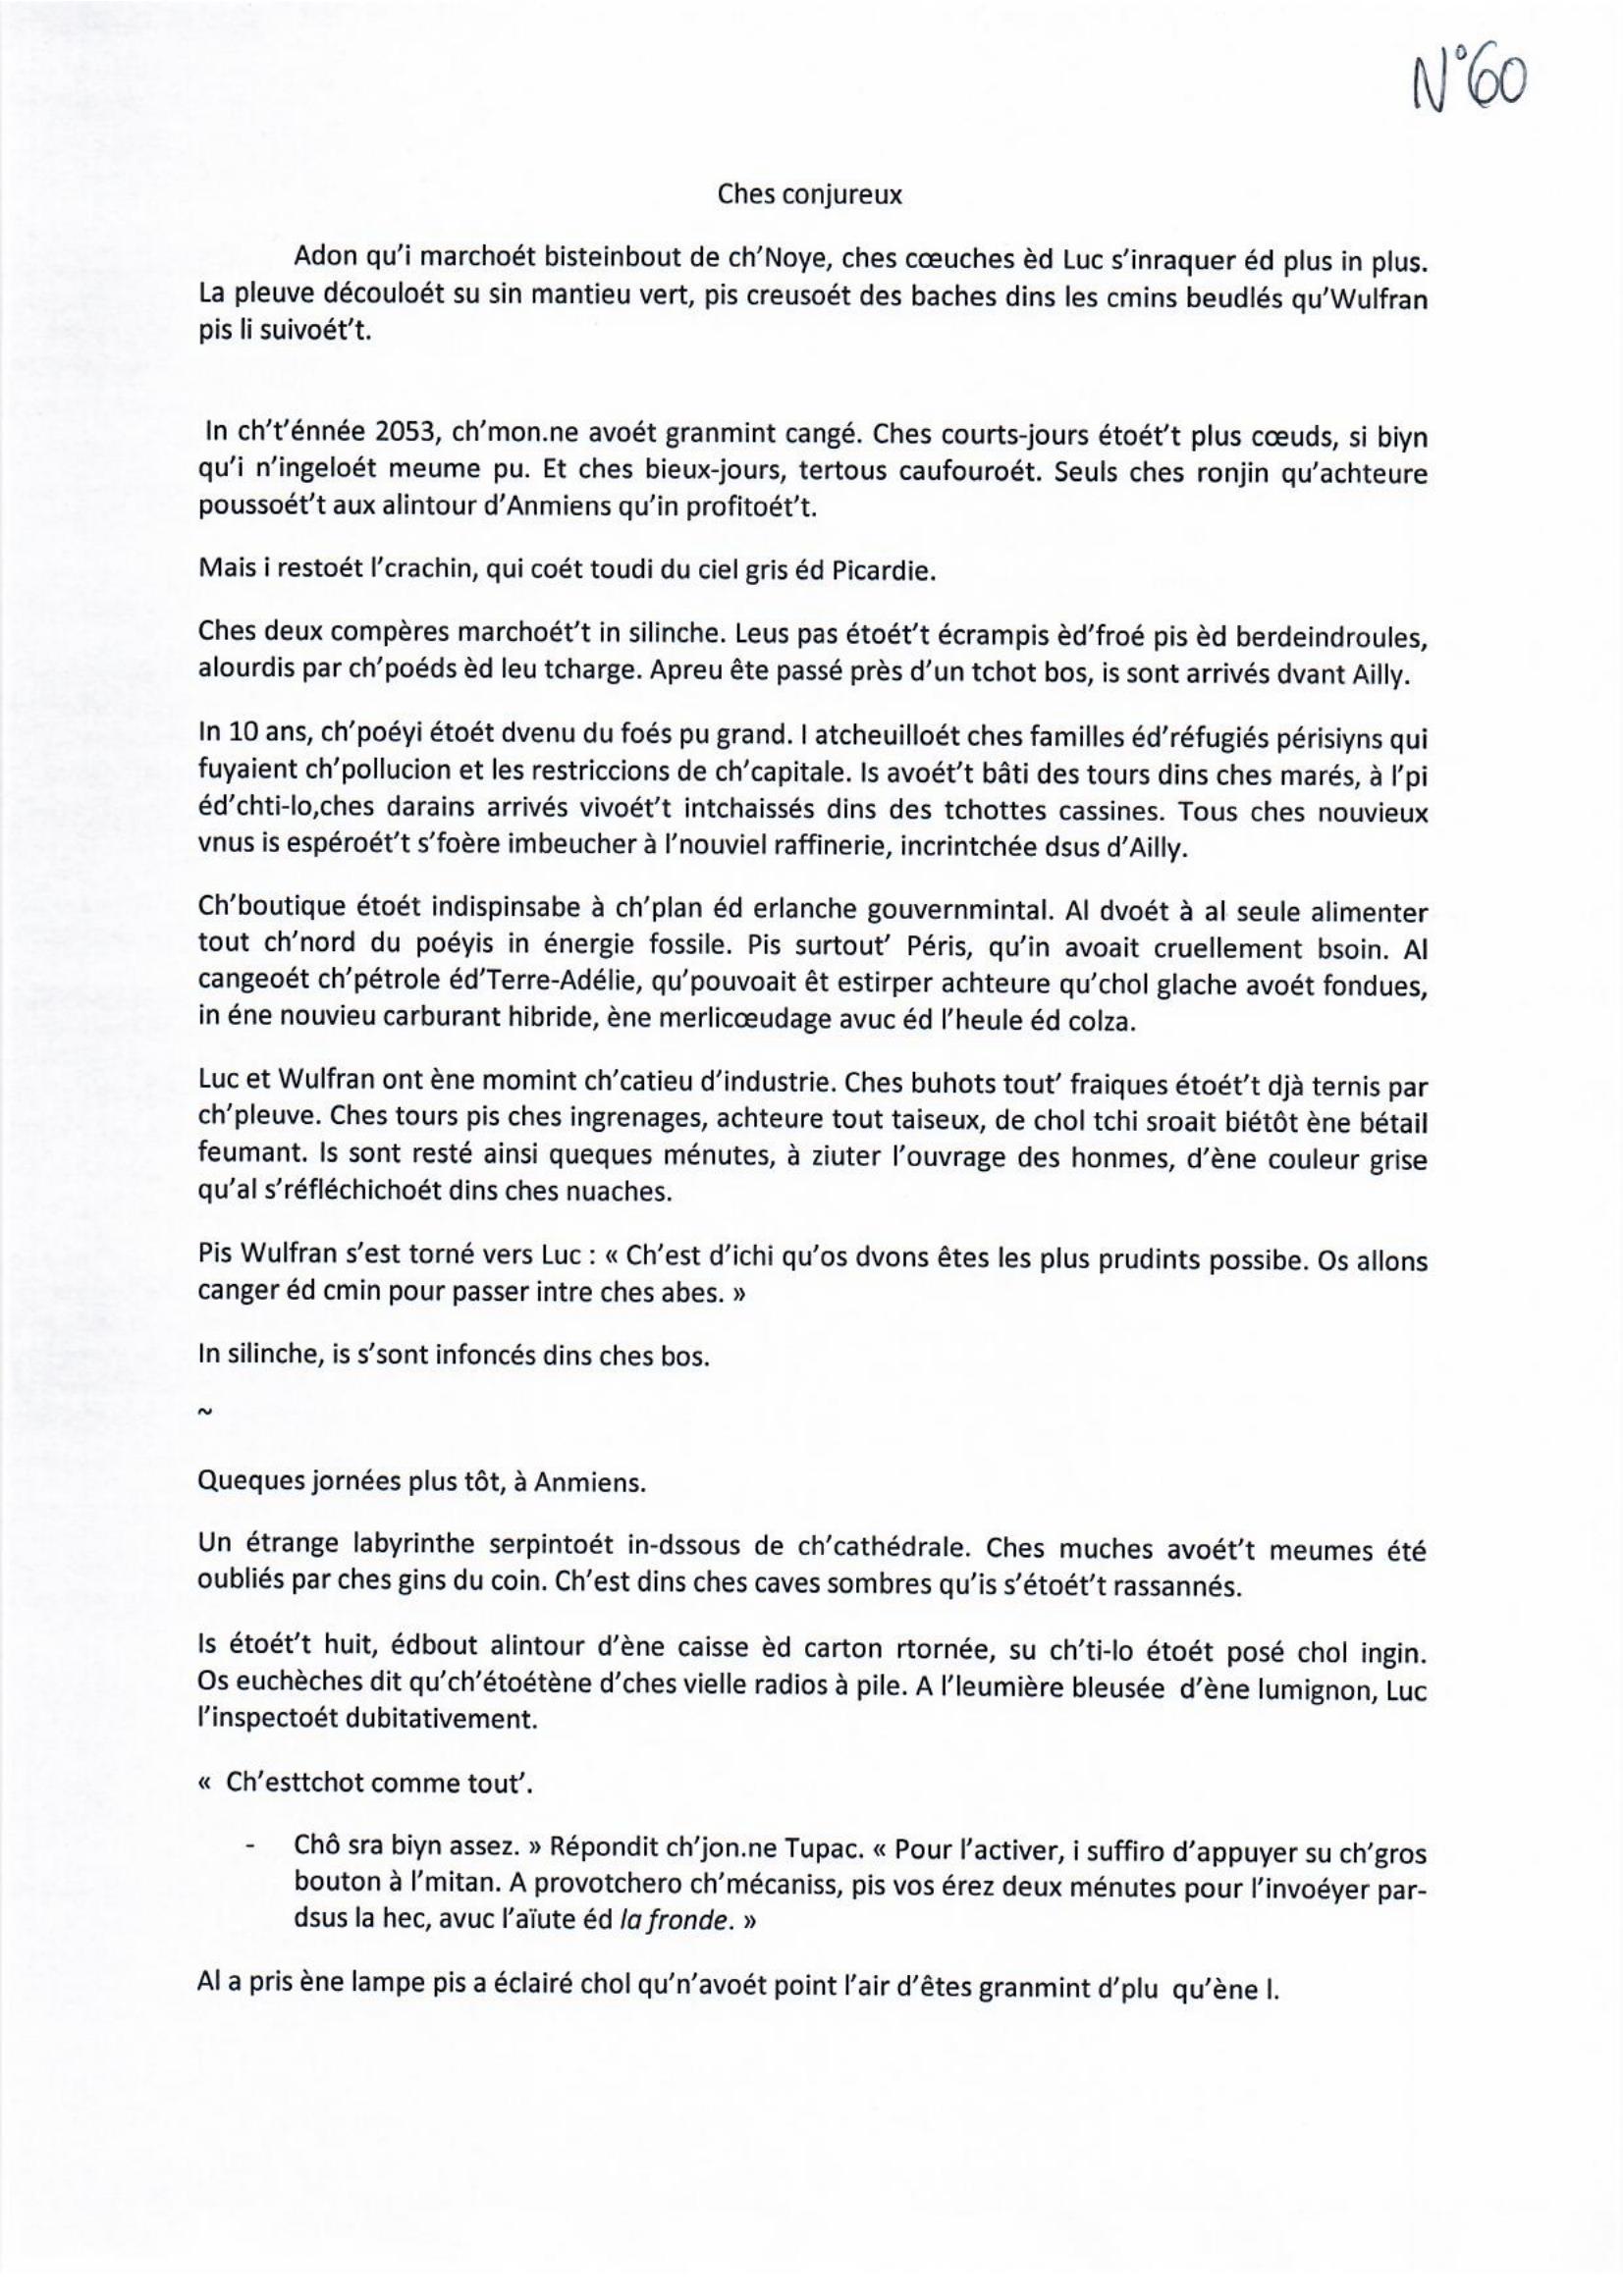 N°60
Ches conjureux
Adon qu'i marchoét bisteinbout de ch'Noye, ches cœuches èd Luc s'inraquer éd plus in plus.
La pleuve découloét su sin mantieu vert, pis creusoét des baches dins les cmins beudlés qu'Wulfran
pis li suivoét't.
In ch't'énnée 2053, ch'mon.ne avoét granmint cangé. Ches courts-jours étoét't plus cœuds, si biyn
qu'i n'ingeloét meume pu. Et ches bieux-jours, tertous caufouroét. Seuls ches ronjin qu'achteure
poussoét't aux alintour d'Anmiens qu'in profitoét't.
Mais i restoét l'crachin, qui coét toudi du ciel gris éd Picardie.
Ches deux compères marchoét't in silinche. Leus pas étoét't écrampis èd'froé pis èd berdeindroules,
alourdis par ch'poéds èd leu tcharge. Apreu ête passé près d'un tchot bos, is sont arrivés dvant Ailly.
In 10 ans, ch'poéyi étoét dvenu du foés pu grand. I atcheuilloét ches familles éd'réfugiés périsiyns qui
fuyaient ch'pollucion et les restriccions de ch'capitale. Is avoét't bâti des tours dins ches marés, à l'pi
éd'chti-lo,ches darains arrivés vivoét't intchaissés dins des tchottes cassines. Tous ches nouvieux
vnus is espéroét't s'foère imbeucher à l'nouviel raffinerie, incrintchée dsus d'Ailly.
Ch'boutique étoét indispinsabe à ch'plan éd erlanche gouvernmintal. Al dvoét à al seule alimenter
tout ch'nord du poéyis in énergie fossile. Pis surtout' Péris, qu'in avoait cruellement bsoin. Al
cangeoét ch'pétrole éd'Terre-Adélie, qu'pouvoait êt estirper achteure qu'chol glache avoét fondues,
in éne nouvieu carburant hibride, ène merlicœudage avuc éd l'heule éd colza.
Luc et Wulfran ont ène momint ch'catieu d'industrie. Ches buhots tout' fraiques étoét't djà ternis par
ch'pleuve. Ches tours pis ches ingrenages, achteure tout taiseux, de chol tchi sroait biétôt ène bétail
feumant. Is sont resté ainsi queques ménutes, à ziuter l'ouvrage des honmes, d'ène couleur grise
qu'al s'réfléchichoét dins ches nuaches.
Pis Wulfran s'est torné vers Luc : « Ch'est d'ichi qu'os dvons êtes les plus prudints possibe. Os allons
canger éd cmin pour passer intre ches abes. »
In silinche, is s'sont infoncés dins ches bos.
~
Queques jornées plus tôt, à Anmiens.
Un étrange labyrinthe serpintoét in-dssous de ch'cathédrale. Ches muches avoét't meumes été
oubliés par ches gins du coin. Ch'est dins ches caves sombres qu'is s'étoét't rassannés.
Is étoét't huit, édbout alintour d'ène caisse èd carton rtornée, su ch'ti-lo étoét posé chol ingin.
Os euchèches dit qu'ch'étoétène d'ches vielle radios à pile. A l'leumière bleusée d'ène lumignon, Luc
l'inspectoét dubitativement.
« Ch'esttchot comme tout'.
- Chô sra biyn assez. » Répondit ch'jon.ne Tupac. « Pour l'activer, i suffiro d'appuyer su ch'gros
bouton à l'mitan. A provotchero ch'mécaniss, pis vos érez deux ménutes pour l'invoéyer par-
dsus la hec, avuc l'aïute éd la fronde. »
Al a pris ène lampe pis a éclairé chol qu'n'avoét point l'air d'êtes granmint d'plu qu'ène l.